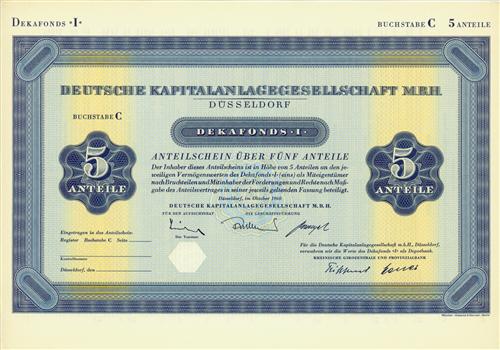 DEKAFONDS •I•
BUCHSTABE C 5 ANTEILE
DEUTSCHE KAPITALANLAGEGESELLSCHAFT M.B.H.
DÜSSELDORF
BUCHSTABE C
DEKAFONDS • I •
5
ANTEILE
5
ANTEILE
ANTEILSCHEIN ÜBER FÜNF ANTEILE
Der Inhaber dieses Anteilscheins ist in Höhe von 5 Anteilen an den je-
weiligen Vermögenswerten des Dekafonds •I• (eins) als Miteigentümer
nach Bruchteilen und Mitinhaber der Forderungen und Rechte nach Maß-
gabe des Anteilvertrages in seiner jeweils geltenden Fassung beteiligt.
Düsseldorf, im Oktober 1960
DEUTSCHE KAPITALANLAGEGESELLSCHAFT M.B.H.
FÜR DEN AUFSICHTSRAT DIE GESCHÄFTSFÜHRUNG
Der Vorsitzer
Eingetragen in das Anteilschein-
Register Buchstabe C Seite
Kontrollunterschrift
Düsseldorf, den
Für die Deutsche Kapitalanlagegesellschaft m.b.H., Düsseldorf,
verwahren wir die Werte des Dekafonds •I• als Depotbank.
RHEINISCHE GIROZENTRALE UND PROVINZIALBANK